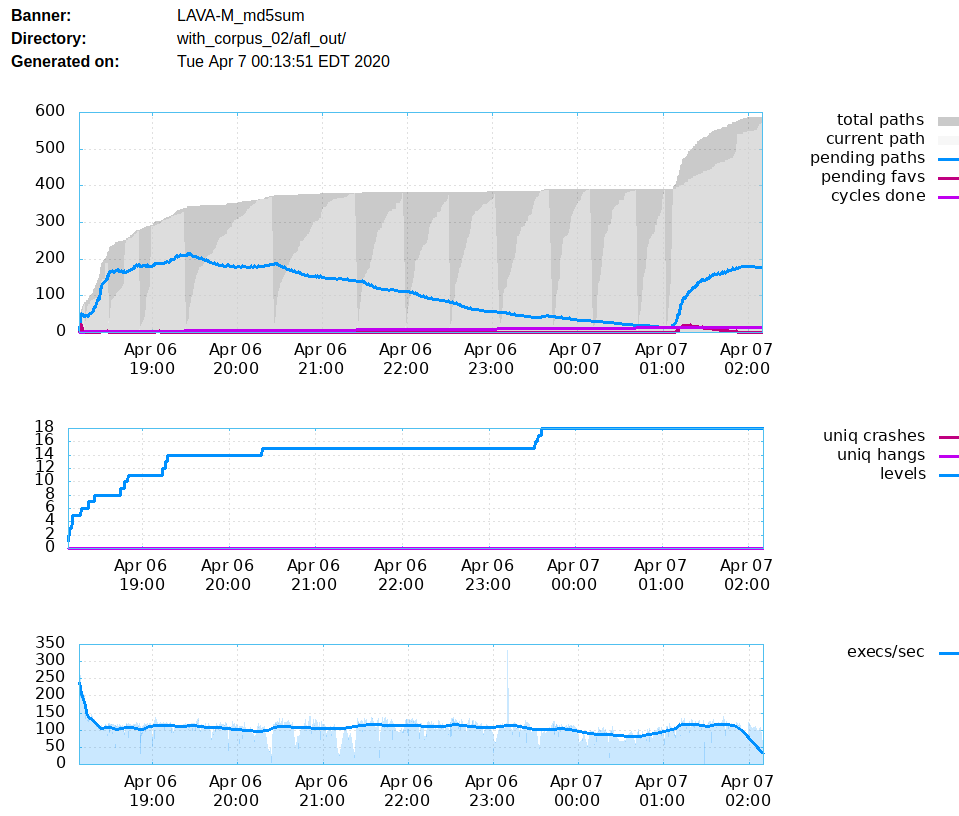 Banner: LAVA-M_md5sum
Directory: with_corpus_02/afl_out/
Generated on: Tue Apr 7 00:13:51 EDT 2020
600
500
400
300
200
100
0
Apr 06 Apr 06 Apr 06 Apr 06 Apr 06 Apr 07 Apr 07 Apr 07
19:00 20:00 21:00 22:00 23:00 00:00 01:00 02:00
total paths
current path
pending paths
pending favs
cycles done
18
16
14
12
10
8
6
4
2
0
Apr 06 Apr 06 Apr 06 Apr 06 Apr 06 Apr 07 Apr 07 Apr 07
19:00 20:00 21:00 22:00 23:00 00:00 01:00 02:00
uniq crashes
uniq hangs
levels
350
300
250
200
150
100
50
0
Apr 06 Apr 06 Apr 06 Apr 06 Apr 06 Apr 07 Apr 07 Apr 07
19:00 20:00 21:00 22:00 23:00 00:00 01:00 02:00
execs/sec